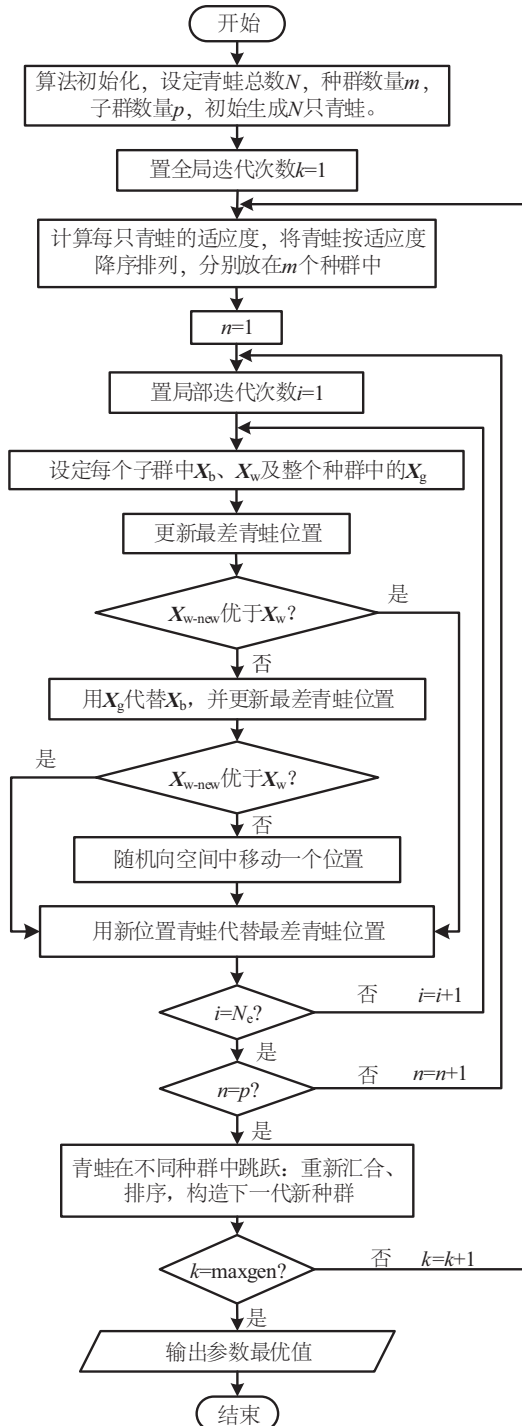 开始
算法初始化，设定青蛙总数N，种群数量m，
子群数量p，初始生成N只青蛙。
置全局迭代次数k=1
计算每只青蛙的适应度，将青蛙按适应度
降序排列，分别放在m个种群中
n=1
置局部迭代次数i=1
设定每个子群中Xb、Xw及整个种群中的Xg
更新最差青蛙位置
Xw-new优于Xw?
是
否
用Xg代替Xb，并更新最差青蛙位置
是
Xw-new优于Xw?
否
随机向空间中移动一个位置
用新位置青蛙代替最差青蛙位置
i=Ne?
否 i=i+1
是
n=p?
否 n=n+1
是
青蛙在不同种群中跳跃：重新汇合、
排序，构造下一代新种群
k=maxgen?
否 k=k+1
是
输出参数最优值
结束